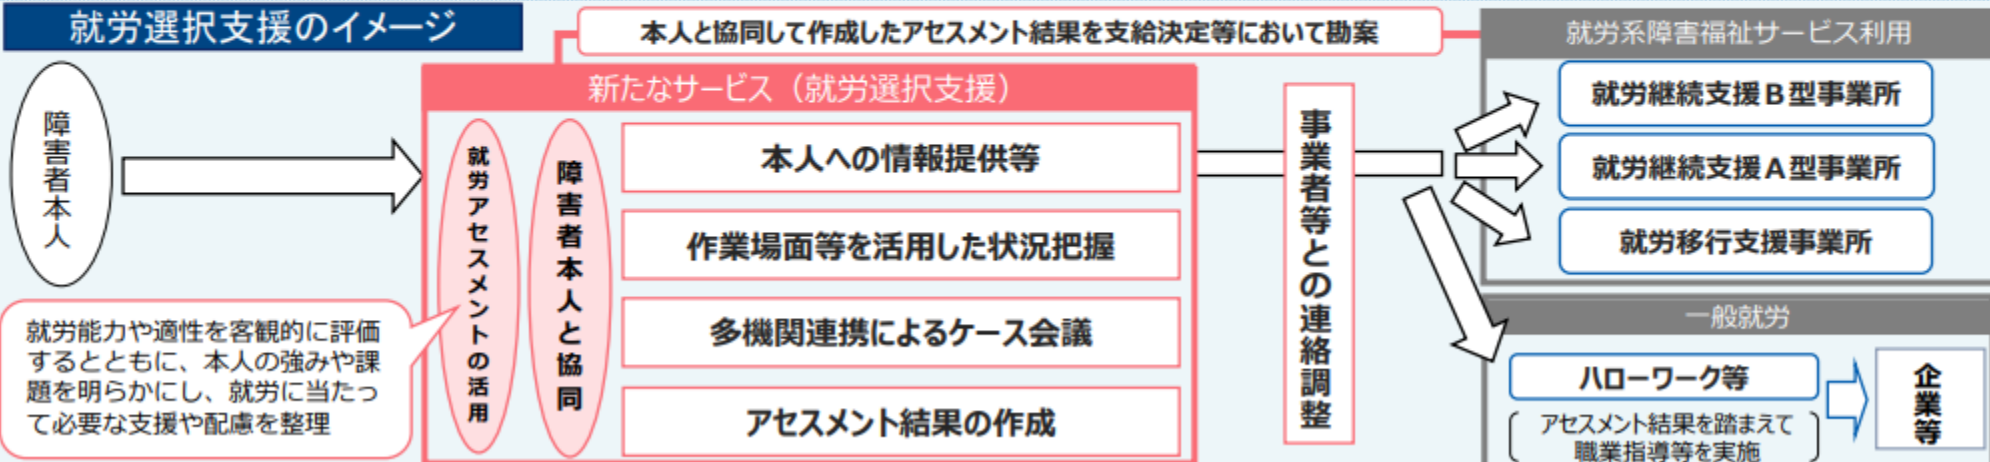 就労選択支援のイメージ
本人と協同して作成したアセスメント結果を支給決定等において勘案
障害者本人
新たなサービス（就労選択支援）
就労アセスメントの活用
障害者本人と協同
本人への情報提供等
作業場面等を活用した状況把握
多機関連携によるケース会議
アセスメント結果の作成
就労能力や適性を客観的に評価
するとともに、本人の強みや課
題を明らかにし、就労に当たっ
て必要な支援や配慮を整理
事業者等との連絡調整
就労系障害福祉サービス利用
就労継続支援Ｂ型事業所
就労継続支援Ａ型事業所
就労移行支援事業所
一般就労
ハローワーク等
アセスメント結果を踏まえて
職業指導等を実施
企業等